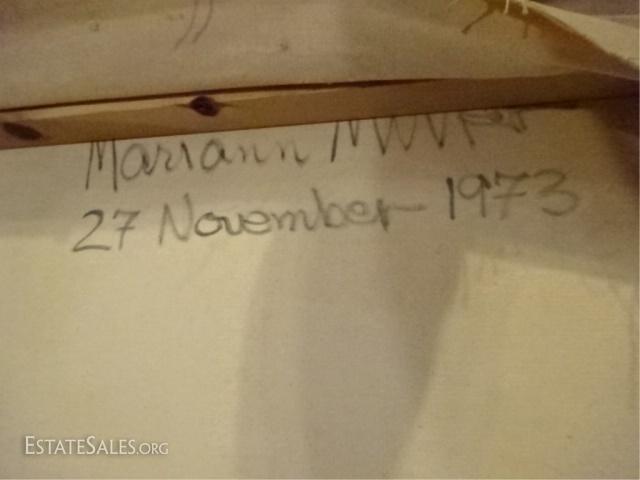 Mariann
27 November 1973
ESTATESALES.ORG